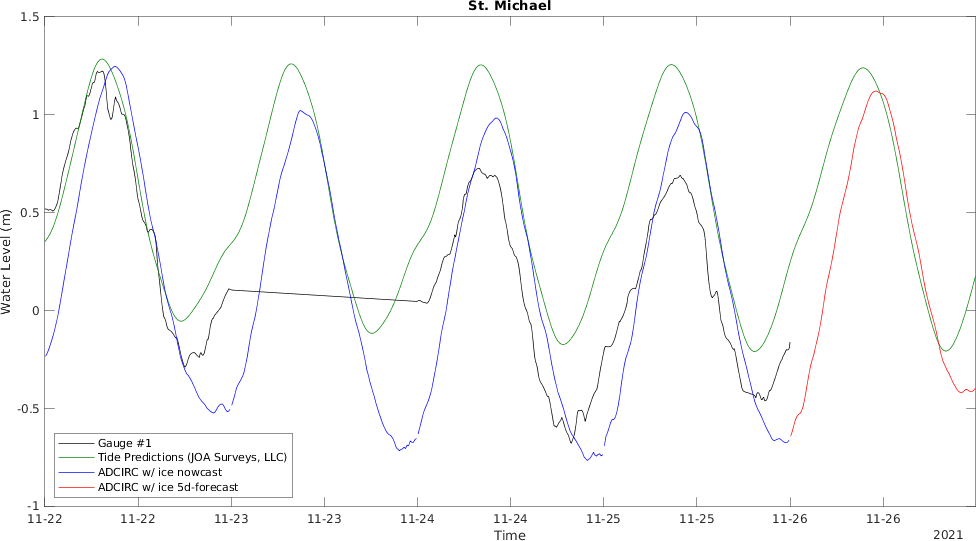 St. Michael
1.5
1
0.5
0
-0.5
-1
Water Level (m)
Gauge #1
Tide Predictions (JOA Surveys, LLC)
ADCIRC w/ ice nowcast
ADCIRC w/ ice 5d-forecast
11-22 11-22 11-23 11-23 11-24 11-24 11-25 11-25 11-26 11-26
Time
2021